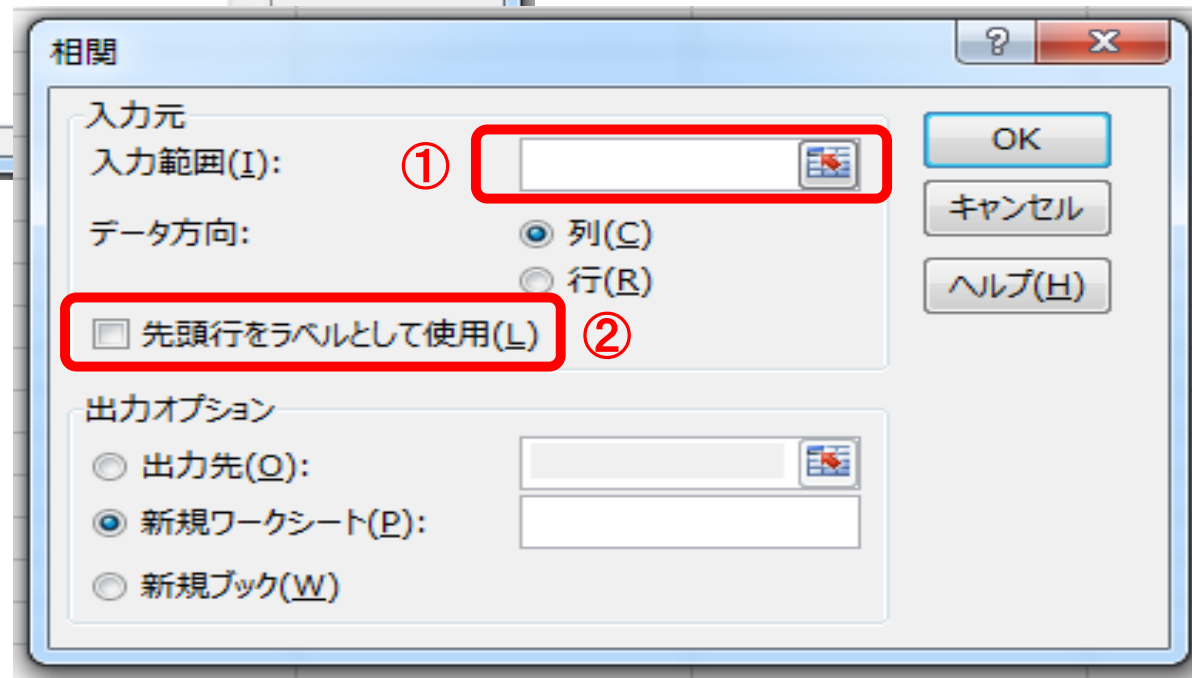 相関
入力元
入力範囲(I):
①
OK
キャンセル
データ方向:
列(C)
行(R)
ヘルプ(H)
先頭行をラベルとして使用(L)
②
出力オプション
出力先(O):
新規ワークシート(P):
新規ブック(W)